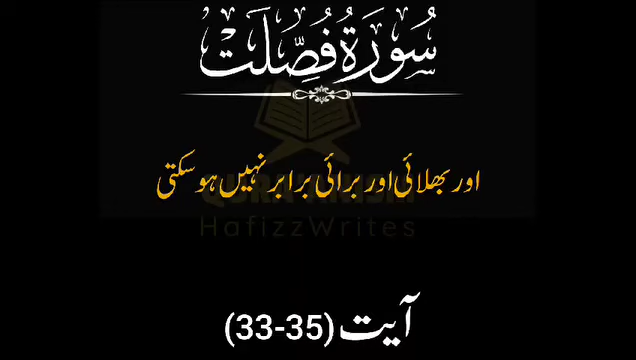 سُورَةُ فُصِّلَتْ
اور بھلائی اور برائی برابر نہیں ہو سکتی
HafizzWrites
آیت (33-35)